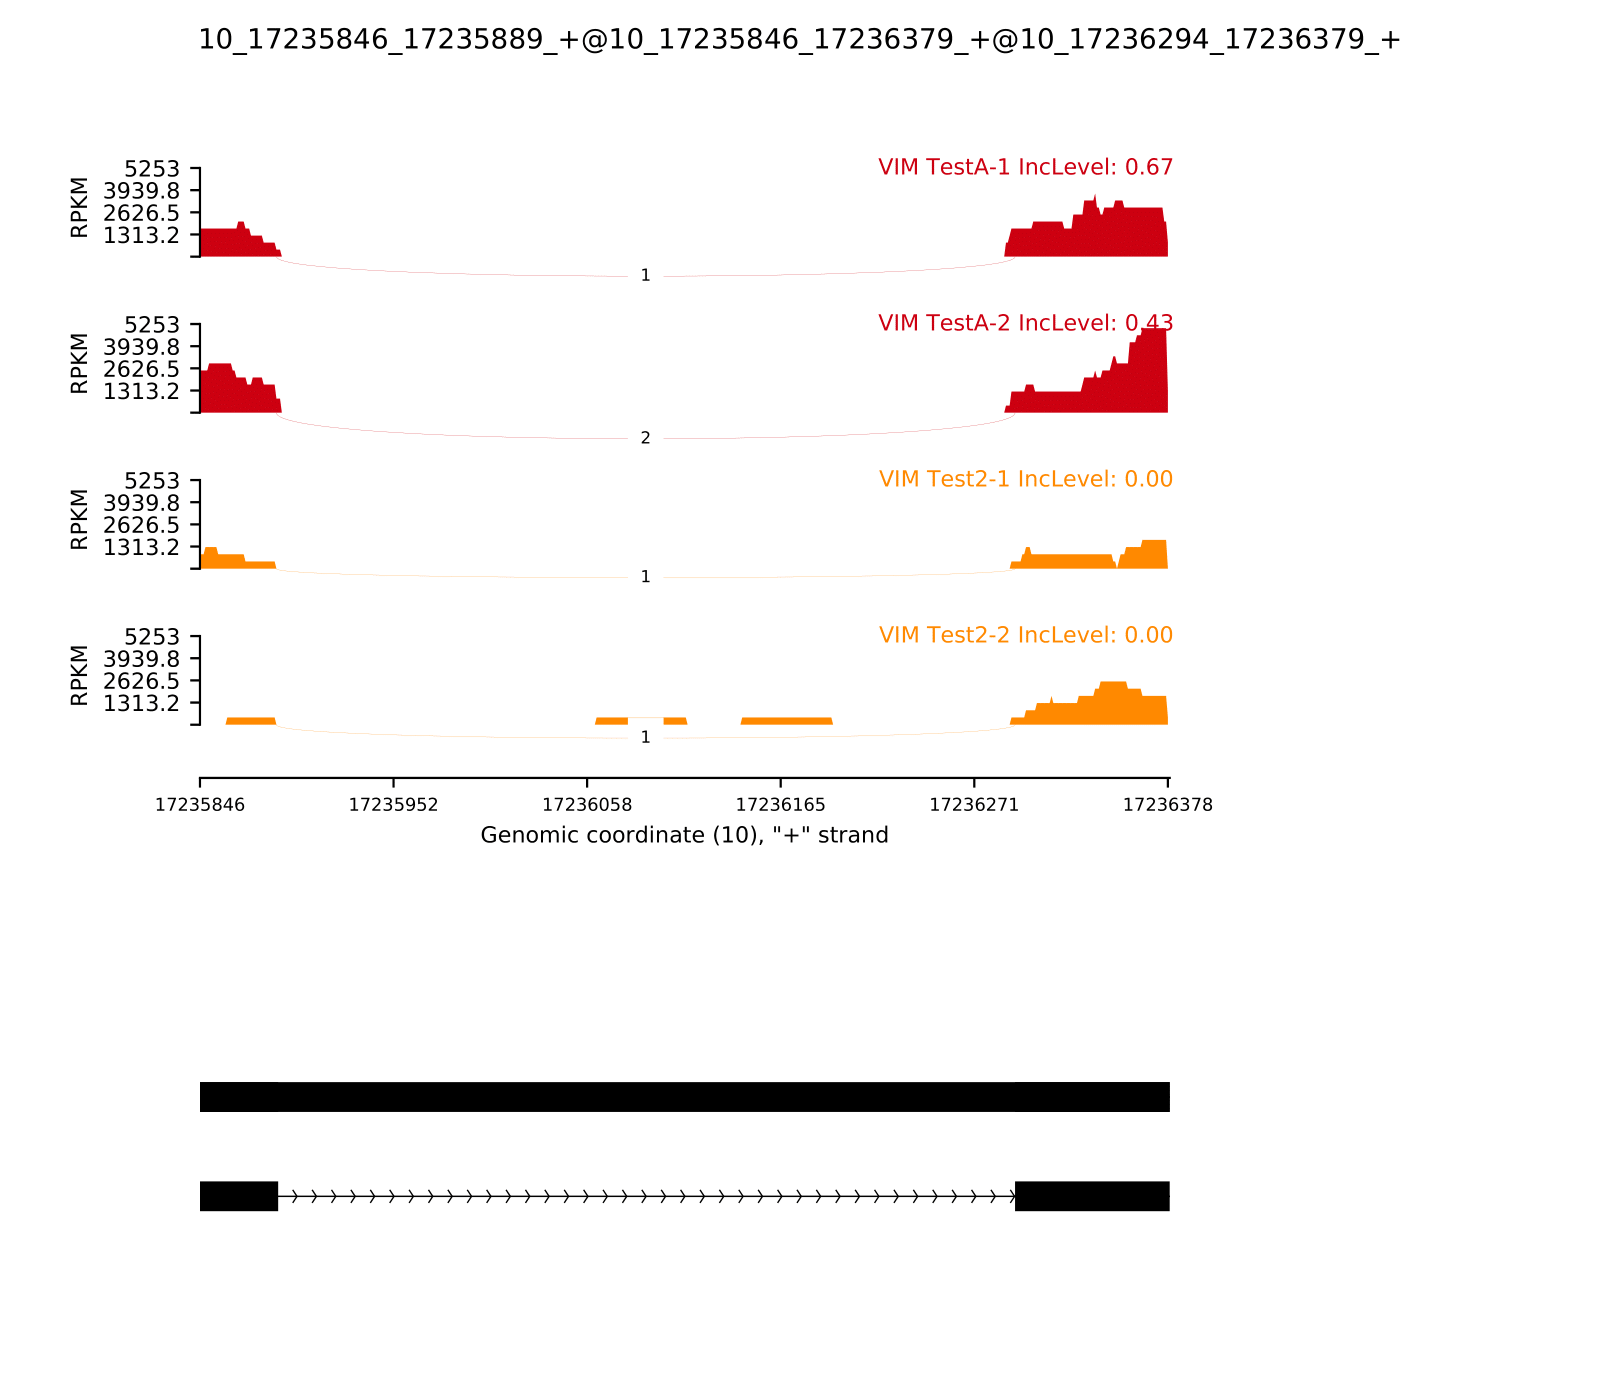 10_17235846_17235889_+@10_17235846_17236379_+@10_17236294_17236379_+
VIM TestA-1 IncLevel: 0.67
RPKM
5253
3939.8
2626.5
1313.2
1
VIM TestA-2 IncLevel: 0.43
RPKM
5253
3939.8
2626.5
1313.2
2
VIM Test2-1 IncLevel: 0.00
RPKM
5253
3939.8
2626.5
1313.2
1
VIM Test2-2 IncLevel: 0.00
RPKM
5253
3939.8
2626.5
1313.2
1
17235846 17235952 17236058 17236165 17236271 17236378
Genomic coordinate (10), "+" strand